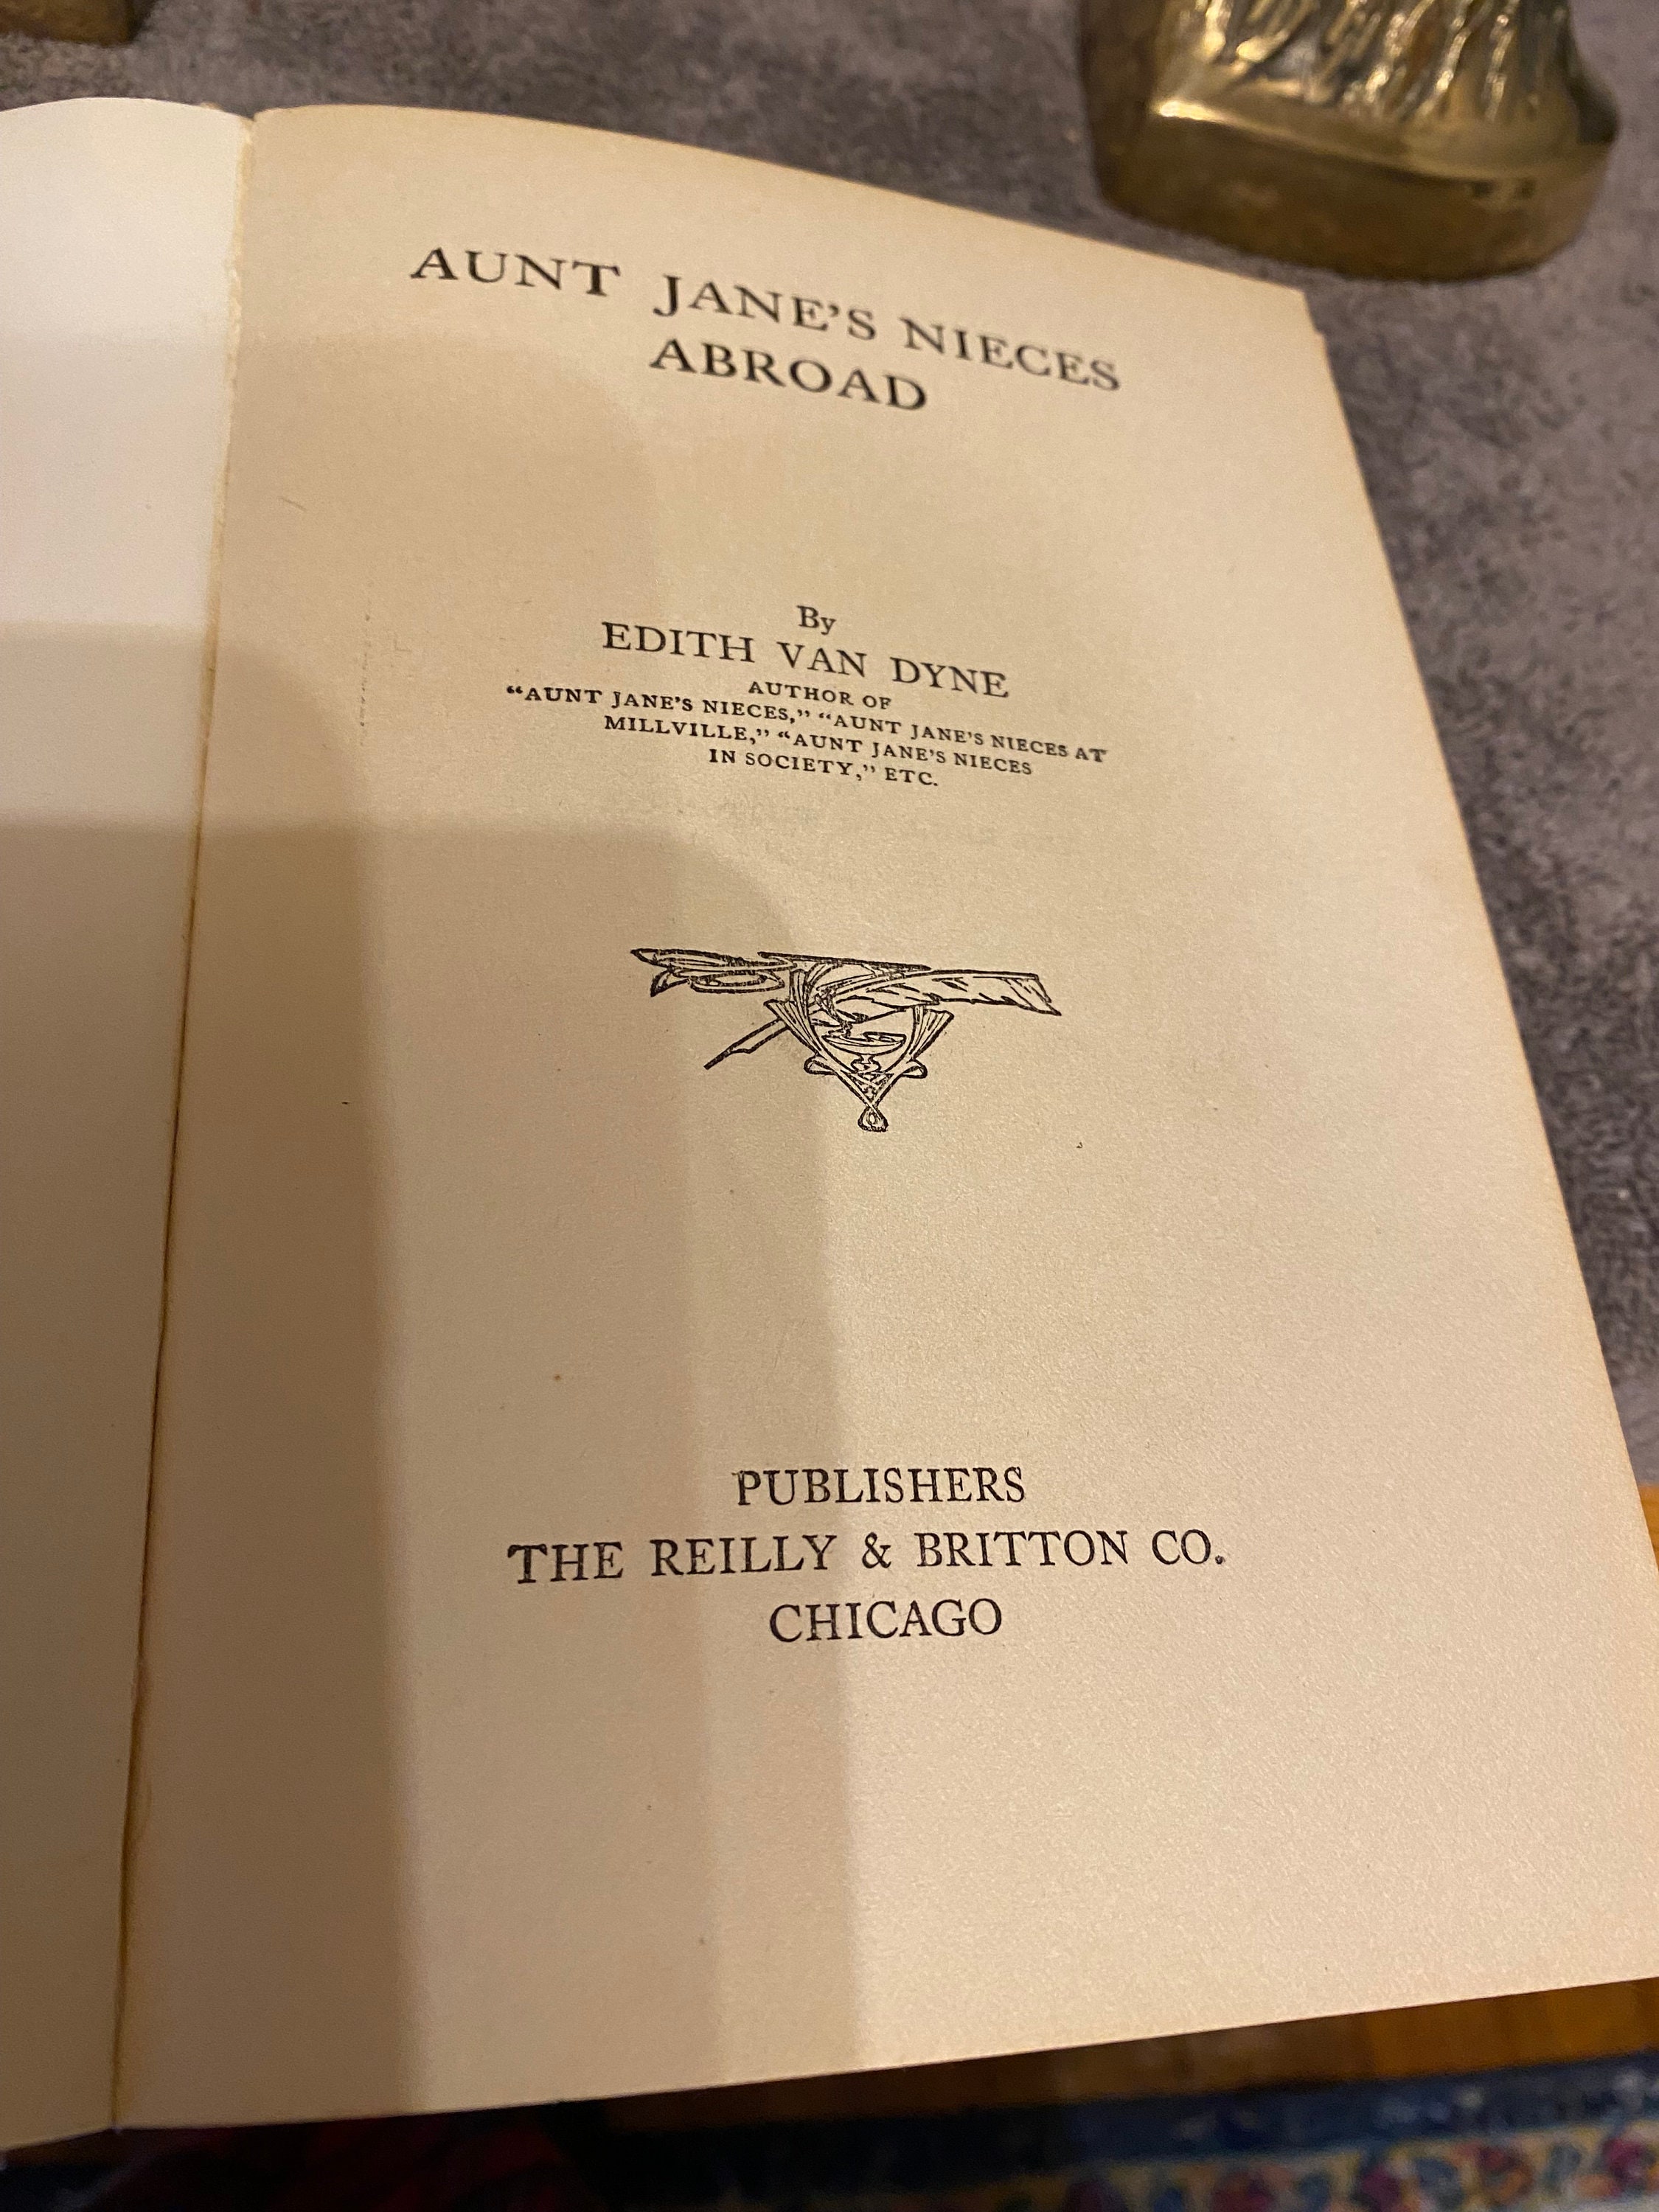 AUNT JANE'S NIECES
ABROAD
By
EDITH VAN DYNE
AUTHOR OF
“AUNT JANE'S NIECES,” “AUNT JANE'S NIECES AT
MILLVILLE,” “AUNT JANE'S NIECES
IN SOCIETY,” ETC.
PUBLISHERS
THE REILLY & BRITTON CO.
CHICAGO